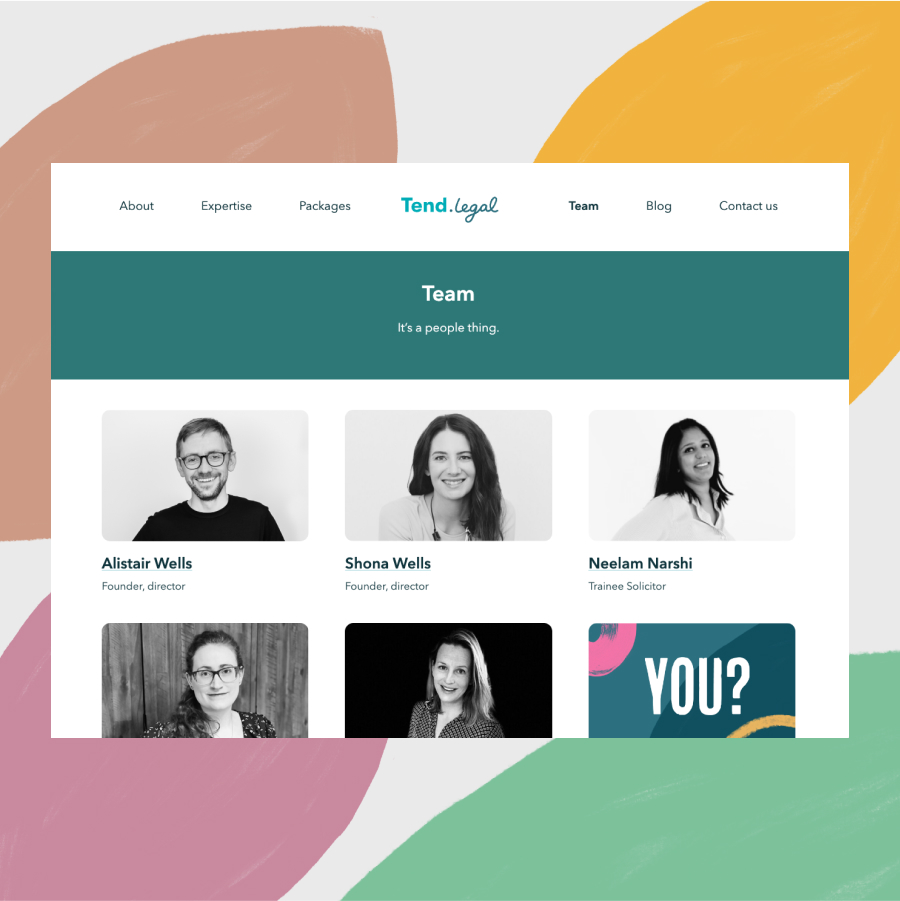 About Expertise Packages Tend.legal Team Blog Contact us
Team
It's a people thing.
Alistair Wells Shona Wells Neelam Narshi
Founder, director Founder, director Trainee Solicitor
YOU?